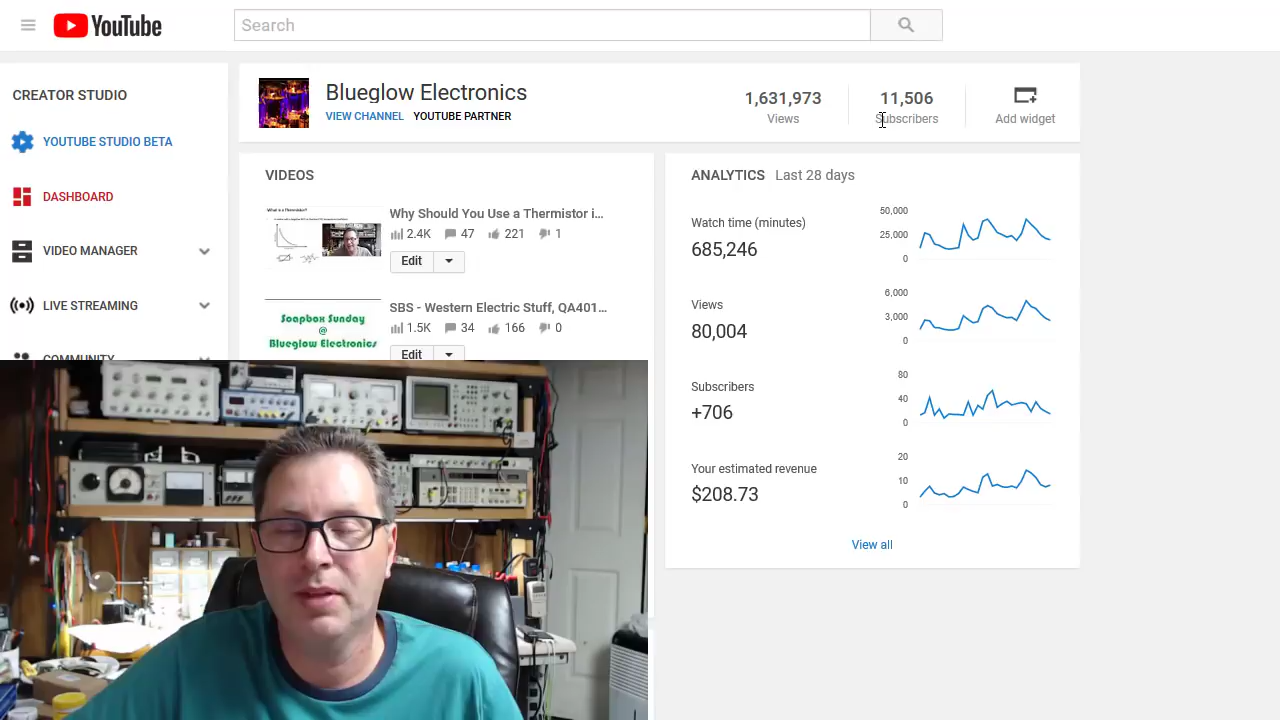 YouTube
Search
CREATOR STUDIO
YOUTUBE STUDIO BETA
DASHBOARD
VIDEO MANAGER
LIVE STREAMING
COMMUNITY
Blueglow Electronics
VIEW CHANNEL YOUTUBE PARTNER
1,631,973
Views
11,506
Subscribers
Add widget
VIDEOS
What is a Thermistor?
Why Should You Use a Thermistor i...
2.4K 47 221 1
Edit
Soapbox Sunday
@
Blueglow Electronics
SBS - Western Electric Stuff, QA401...
1.5K 34 166 0
Edit
ANALYTICS Last 28 days
Watch time (minutes)
685,246
50,000
25,000
0
Views
80,004
6,000
3,000
0
Subscribers
+706
80
40
0
Your estimated revenue
$208.73
20
10
0
View all